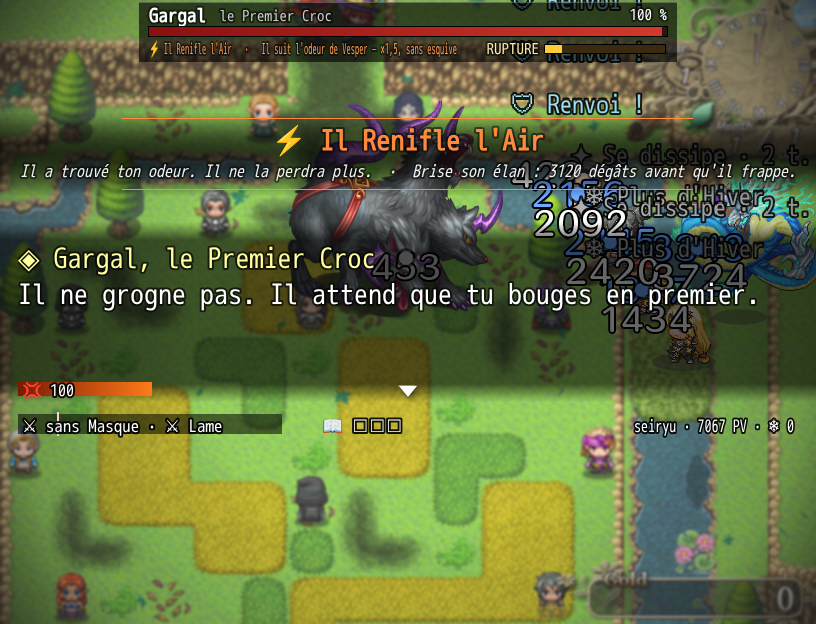 Renvoi !
Gargal le Premier Croc 100 %
Il Renifle l'Air · Il suit l'odeur de Vesper – x1,5, sans esquive RUPTURE
Renvoi !
Il Renifle l'Air
Se dissipe · 2 t.
Il a trouvé ton odeur. Il ne la perdra plus. · Brise son élan : 3120 dégâts avant qu'il frappe.
2156
Plus d'Hiver
Se dissipe · 2 t.
2092
Plus d'Hiver
Gargal, le Premier Croc
453
2420
3724
Il ne grogne pas. Il attend que tu bouges en premier.
1434
100
sans Masque · Lame
seiryu · 7067 PV · 0
Gold
0